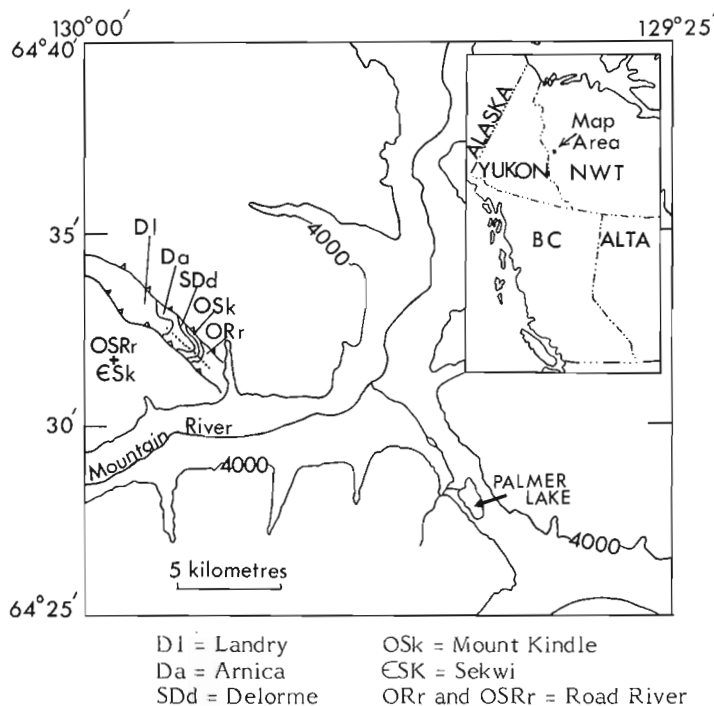 130°00'
129°25'
64°40'
ALASKA
Map
Area
YUKON
NWT
BC
ALTA
35'
4000
Dl
Da
SDd
OSk
ORr
OSRr
+
ЄSk
30'
Mountain River
4000
PALMER
LAKE
4000
5 kilometres
64°25'
Dl = Landry
OSk = Mount Kindle
Da = Arnica
ЄSK = Sekwi
SDd = Delorme
ORr and OSRr = Road River